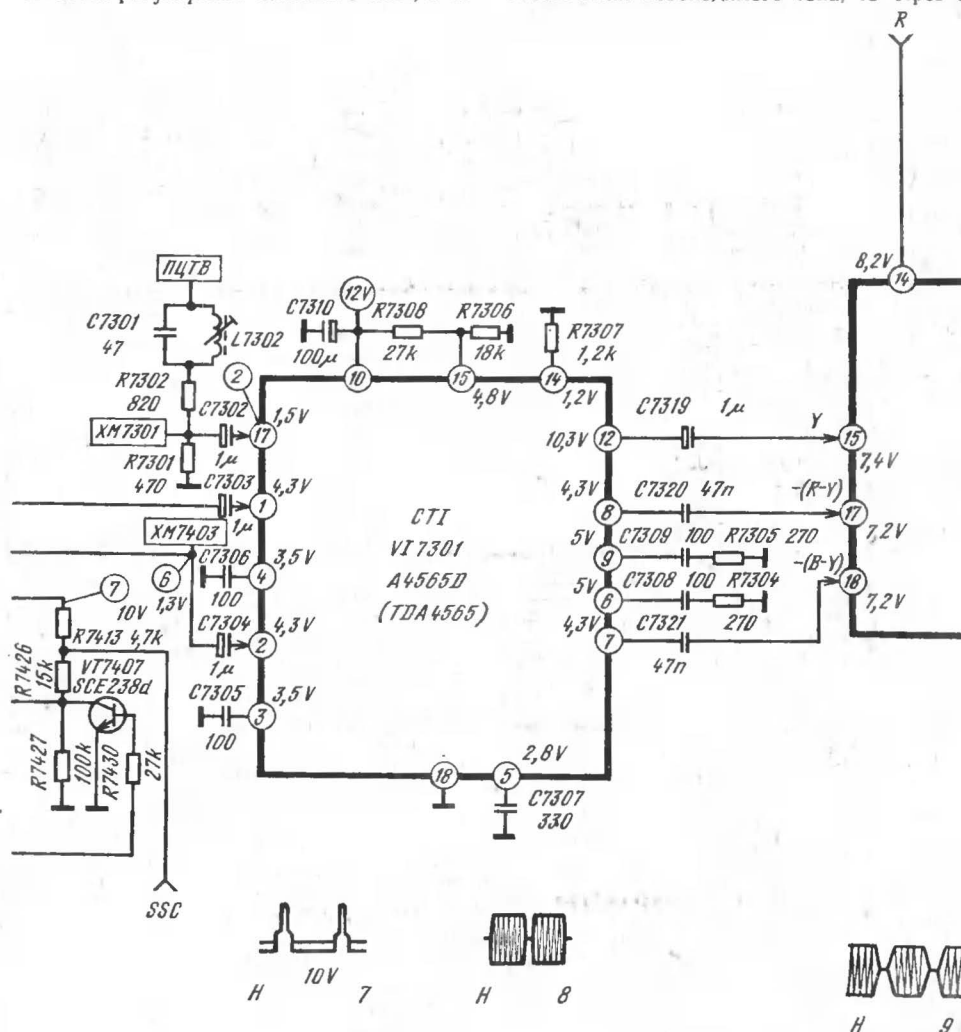 R
8,2V
14
ПЦТВ
C7301
47
L7302
R7302
820
C7302
2
ХМ7301
1μ
17
1,5V
R7301
470
C7303
1μ
4,3V
1
ХМ7403
6
1,3V
C7306
100
3,5V
4
7
10V
C7304
1μ
4,3V
2
R7413 4,7k
R7426
15k
VT7407
SCE238d
C7305
100
3,5V
3
R7427
100k
R7430
27k
SSC
C7310
100μ
12V
R7308
27k
R7306
18k
R7307
1,2k
10
15
4,8V
14
1,2V
CTI
VI 7301
A4565D
(TDA4565)
10,3V
12
C7319
1μ
Y
15
7,4V
4,3V
8
C7320
47n
-(R-Y)
17
7,2V
5V
9
C7309 100 R7305 270
-(B-Y)
18
7,2V
5V
6
C7308 100 R7304
270
4,3V
7
C7321
47n
18
5
2,8V
C7307
330
10V
H 7
H 8
H 9